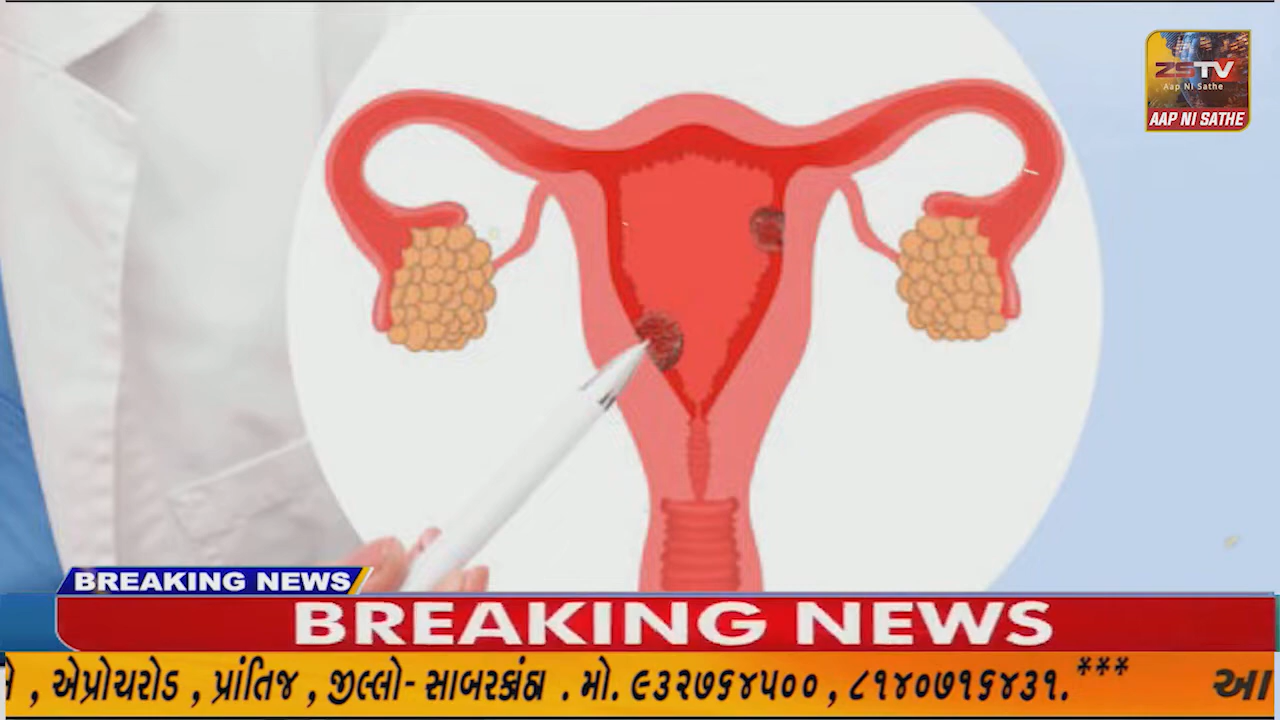 ZSTV
Aap Ni Sathe
AAP NI SATHE
BREAKING NEWS
BREAKING NEWS
, એપ્રોચરોડ , પ્રાંતિજ , જીલ્લો- સાબરકાંઠા . મો. ૯૩૨૭૬૪૫૦૦ , ૮૧૪૦૭૧૬૪૩૧.*** આ